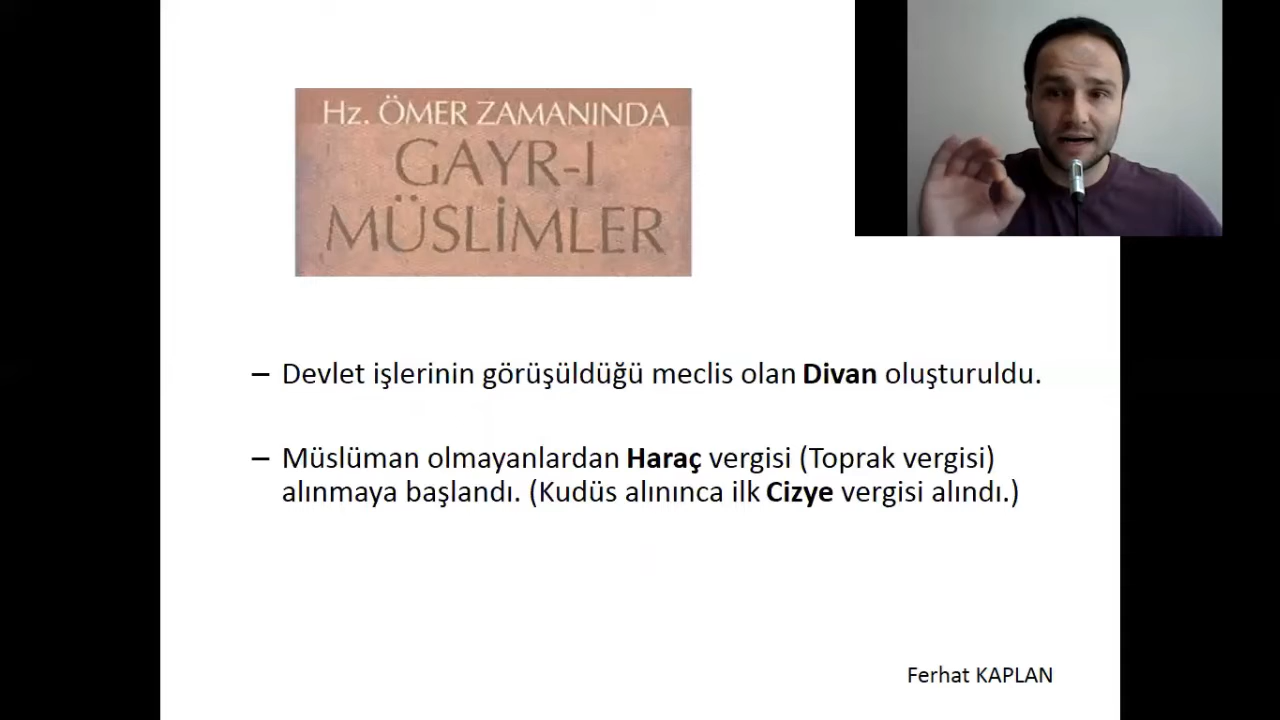 Hz. ÖMER ZAMANINDA
GAYR-I
MÜSLİMLER
– Devlet işlerinin görüşüldüğü meclis olan Divan oluşturuldu.
– Müslüman olmayanlardan Haraç vergisi (Toprak vergisi)
alınmaya başlandı. (Kudüs alınınca ilk Cizye vergisi alındı.)
Ferhat KAPLAN